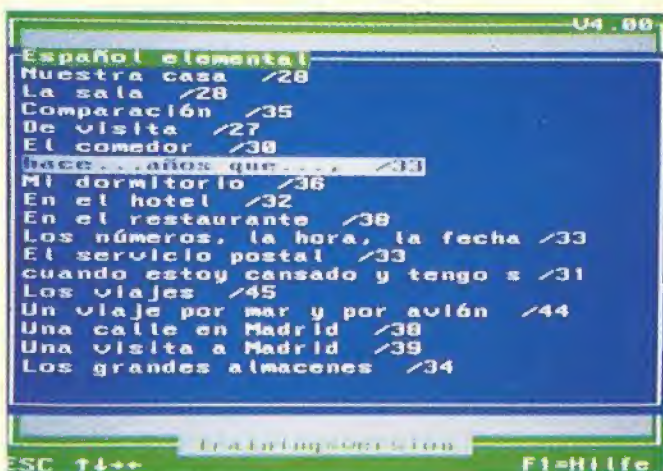 V4.00
Español elemental
Nuestra casa /28
La sala /28
Comparación /35
De visita /27
El comedor /30
hace...años que..., /33
Mi dormitorio /36
En el hotel /32
En el restaurante /38
Los números, la hora, la fecha /33
El servicio postal /33
cuando estoy cansado y tengo s /31
Los viajes /45
Un viaje por mar y por avión /44
Una calle en Madrid /38
Una visita a Madrid /39
Los grandes almacenes /34
Trainingsversion
ESC ↑↓←→ F1=Hilfe